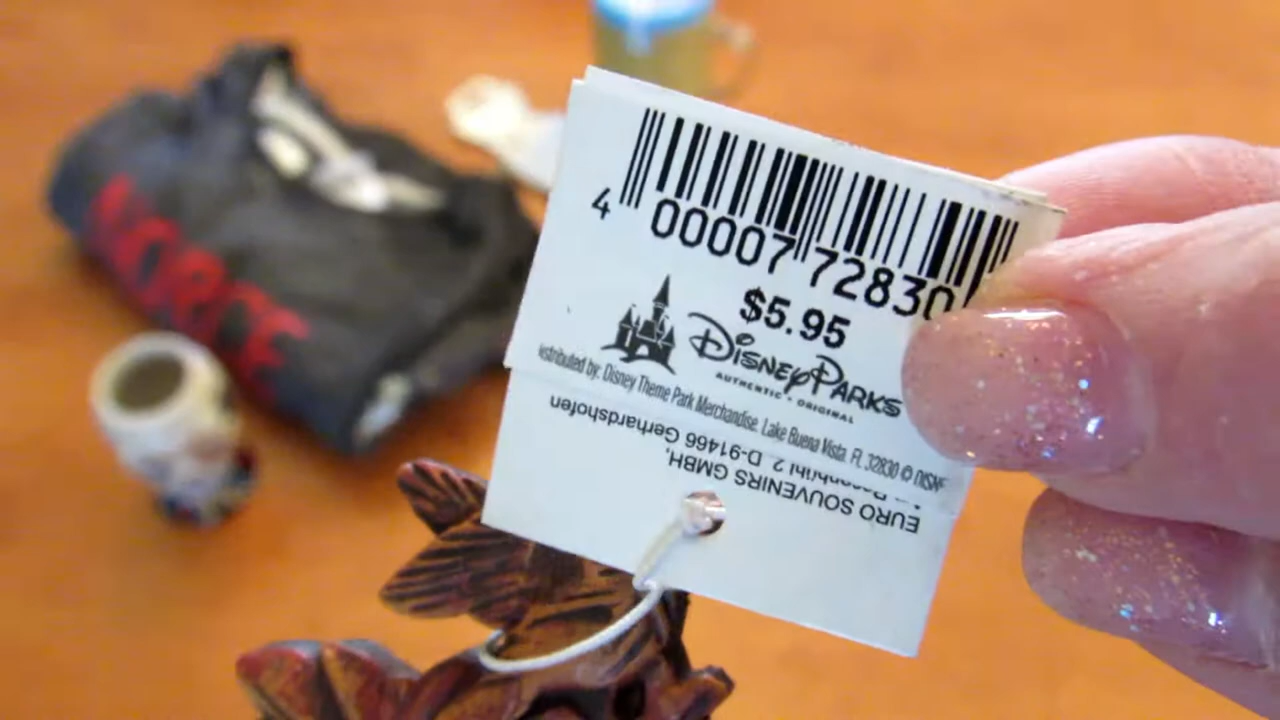 4 00007 72830
$5.95
Disney Parks
AUTHENTIC • ORIGINAL
istributed by: Disney Theme Park Merchandise. Lake Buena Vista. FL 32830 © DISNE
EURO SOUVENIRS GMBH,
2, D-91466 Gerhardshofen